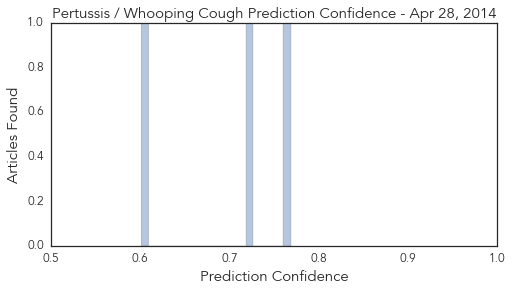 Pertussis / Whooping Cough Prediction Confidence - Apr 28, 2014
1.0
0.8
0.6
0.4
0.2
0.0
Articles Found
0.5 0.6 0.7 0.8 0.9 1.0
Prediction Confidence